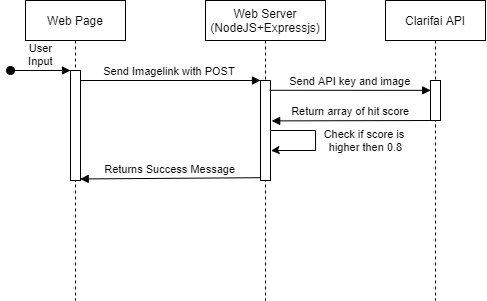 Web Page
Web Server
(NodeJS+Expressjs)
Clarifai API
User
Input
Send Imagelink with POST
Send API key and image
Return array of hit score
Check if score is
higher then 0.8
Returns Success Message